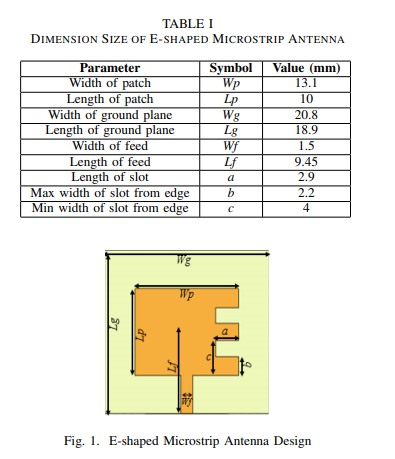 TABLE I
DIMENSION SIZE OF E-SHAPED MICROSTRIP ANTENNA
Parameter Symbol Value (mm)
Width of patch Wp 13.1
Length of patch Lp 10
Width of ground plane Wg 20.8
Length of ground plane Lg 18.9
Width of feed Wf 1.5
Length of feed Lf 9.45
Length of slot a 2.9
Max width of slot from edge b 2.2
Min width of slot from edge c 4
Wg
Wp
Lg
Lp
a
c
b
Lf
Wf
Fig. 1. E-shaped Microstrip Antenna Design